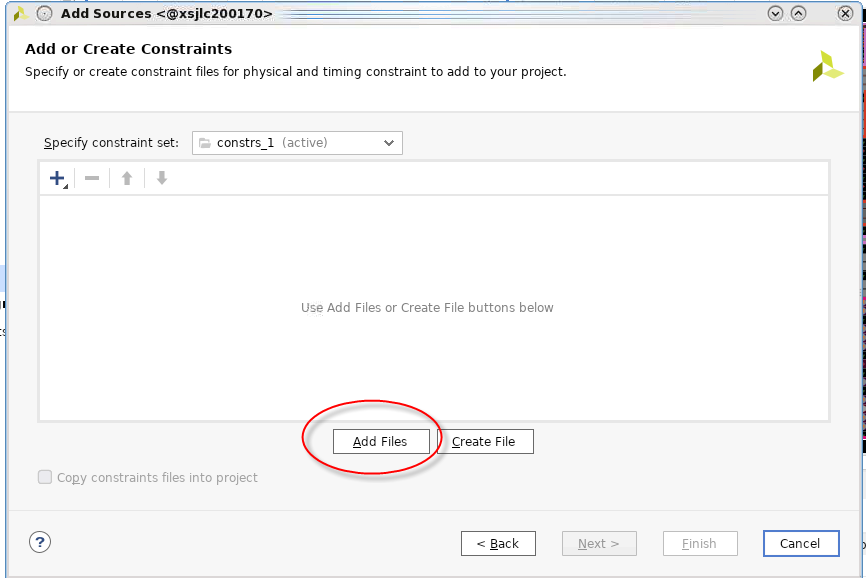 Add Sources <@xsjlc200170>
Add or Create Constraints
Specify or create constraint files for physical and timing constraint to add to your project.
Specify constraint set: constrs_1 (active)
Use Add Files or Create File buttons below
Add Files Create File
Copy constraints files into project
? < Back Next > Finish Cancel